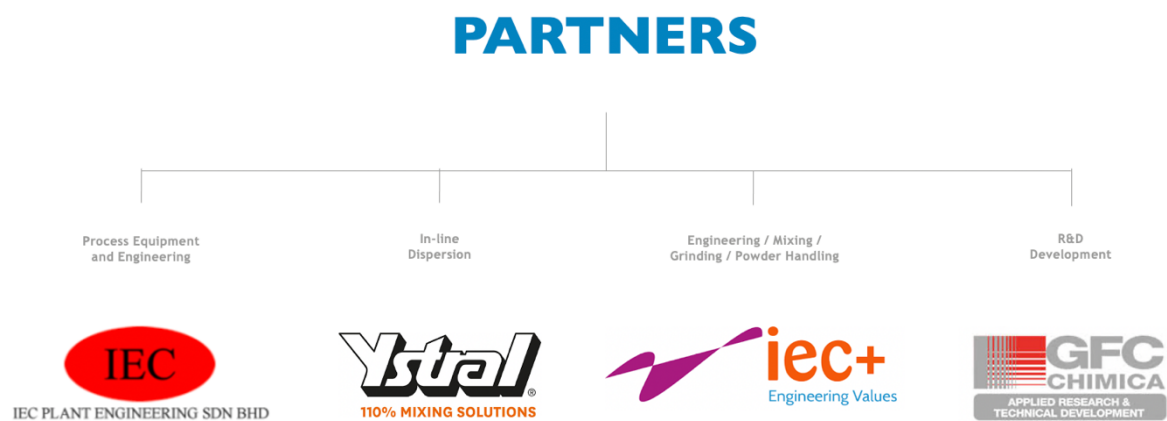 PARTNERS
Process Equipment
and Engineering
In-line
Dispersion
Engineering / Mixing /
Grinding / Powder Handling
R&D
Development
IEC
IEC PLANT ENGINEERING SDN BHD
Ystral®
110% MIXING SOLUTIONS
iec+
Engineering Values
GFC
CHIMICA
APPLIED RESEARCH &
TECHNICAL DEVELOPMENT